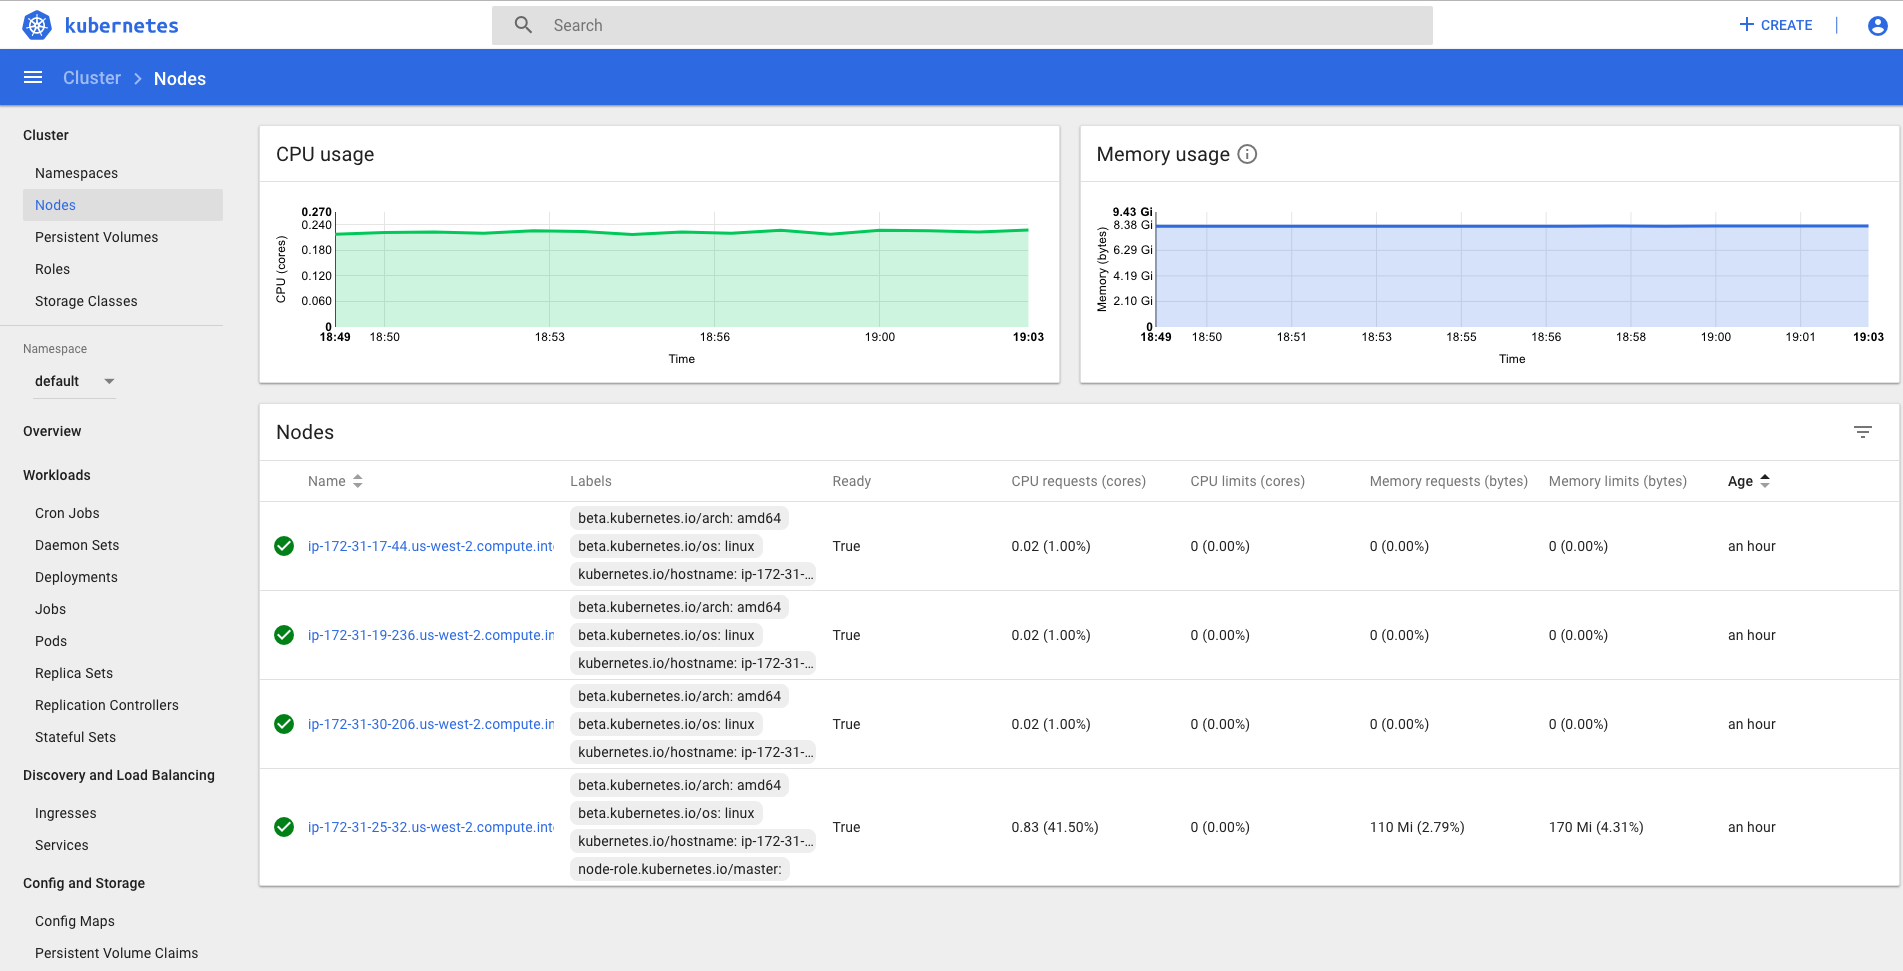 kubernetes
Search
CREATE
Cluster > Nodes
Cluster
Namespaces
Nodes
Persistent Volumes
Roles
Storage Classes
Namespace
default
Overview
Workloads
Cron Jobs
Daemon Sets
Deployments
Jobs
Pods
Replica Sets
Replication Controllers
Stateful Sets
Discovery and Load Balancing
Ingresses
Services
Config and Storage
Config Maps
Persistent Volume Claims
CPU usage
CPU (cores)
0.270
0.240
0.180
0.120
0.060
0
18:49 18:50 18:53 18:56 19:00 19:03
Time
Memory usage
Memory (bytes)
9.43 Gi
8.38 Gi
6.29 Gi
4.19 Gi
2.10 Gi
0
18:49 18:50 18:51 18:53 18:55 18:56 18:58 19:00 19:01 19:03
Time
Nodes
Name Labels Ready CPU requests (cores) CPU limits (cores) Memory requests (bytes) Memory limits (bytes) Age
beta.kubernetes.io/arch: amd64
ip-172-31-17-44.us-west-2.compute.int beta.kubernetes.io/os: linux True 0.02 (1.00%) 0 (0.00%) 0 (0.00%) 0 (0.00%) an hour
kubernetes.io/hostname: ip-172-31-...
beta.kubernetes.io/arch: amd64
ip-172-31-19-236.us-west-2.compute.in beta.kubernetes.io/os: linux True 0.02 (1.00%) 0 (0.00%) 0 (0.00%) 0 (0.00%) an hour
kubernetes.io/hostname: ip-172-31-...
beta.kubernetes.io/arch: amd64
ip-172-31-30-206.us-west-2.compute.in beta.kubernetes.io/os: linux True 0.02 (1.00%) 0 (0.00%) 0 (0.00%) 0 (0.00%) an hour
kubernetes.io/hostname: ip-172-31-...
beta.kubernetes.io/arch: amd64
beta.kubernetes.io/os: linux
ip-172-31-25-32.us-west-2.compute.int True 0.83 (41.50%) 0 (0.00%) 110 Mi (2.79%) 170 Mi (4.31%) an hour
kubernetes.io/hostname: ip-172-31-...
node-role.kubernetes.io/master: